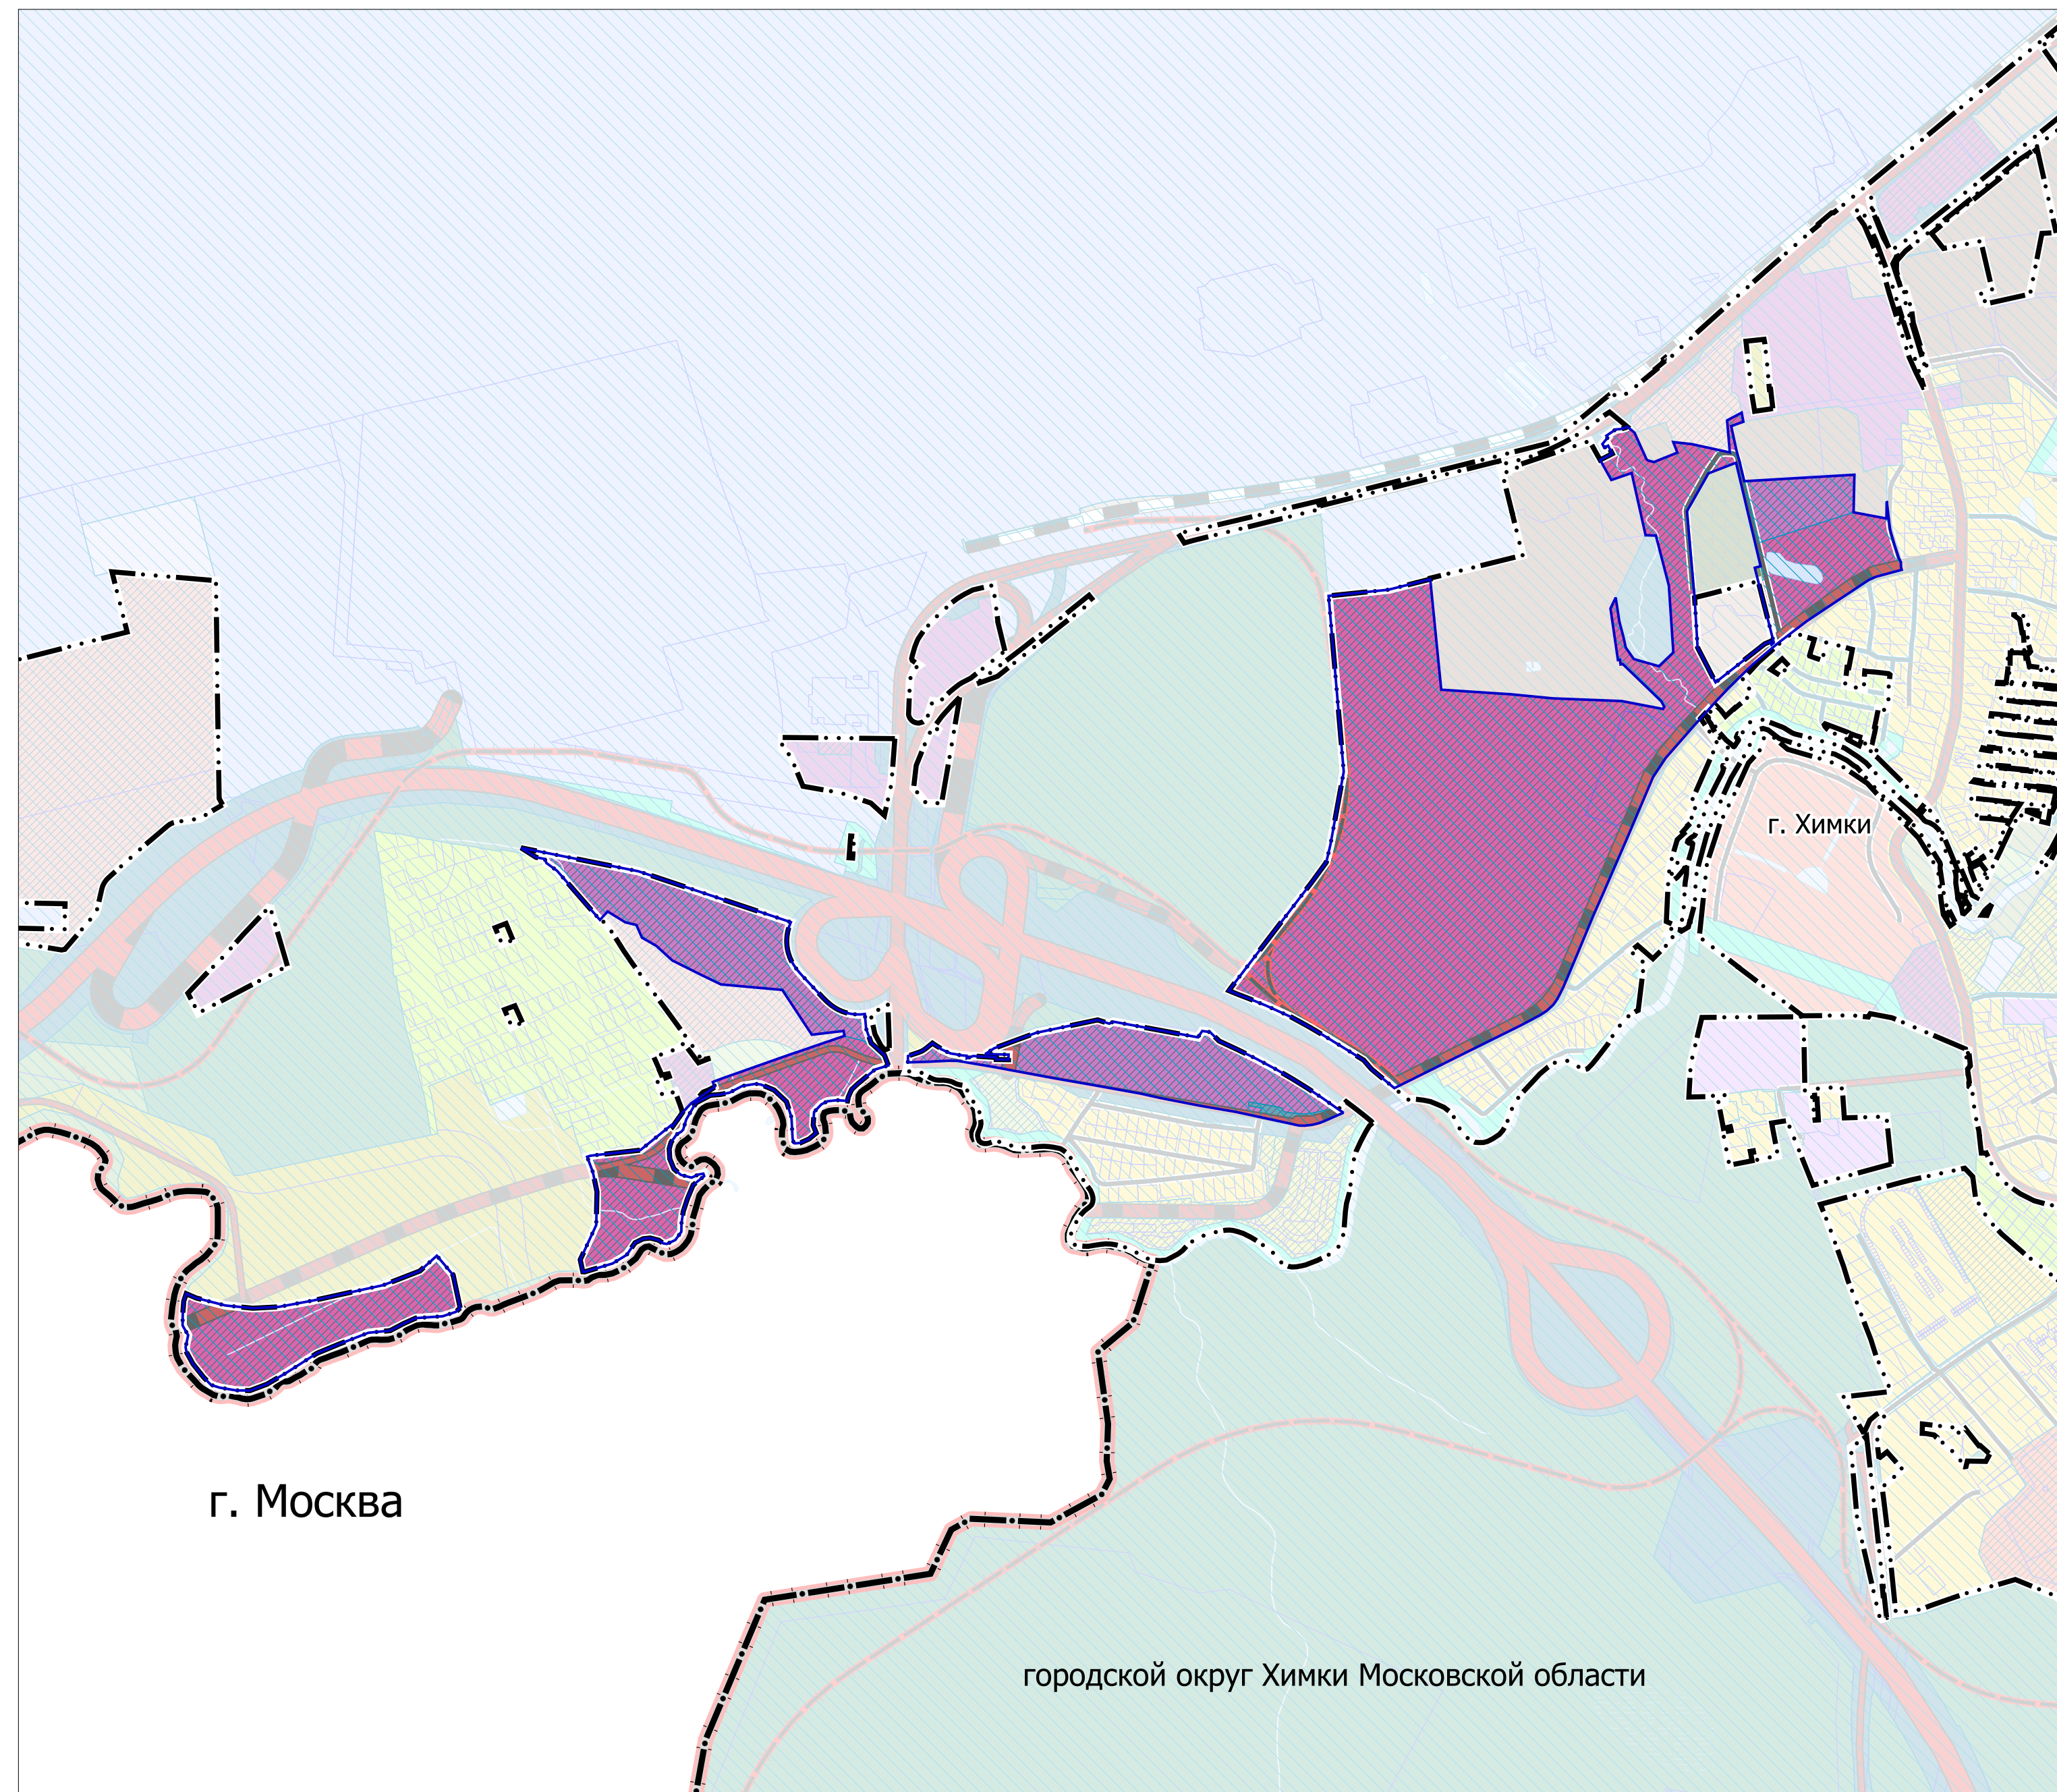 г. Химки
г. Москва
городской округ Химки Московской области